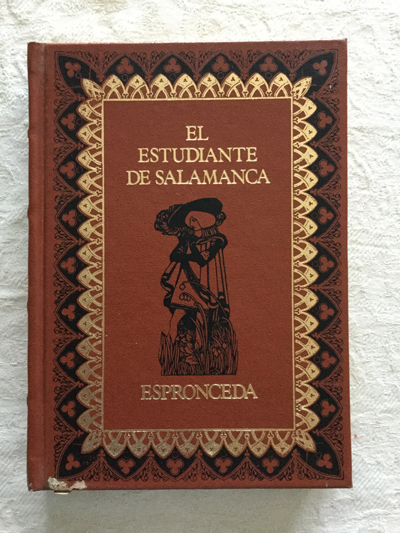 EL
ESTUDIANTE
DE SALAMANCA
ESPRONCEDA